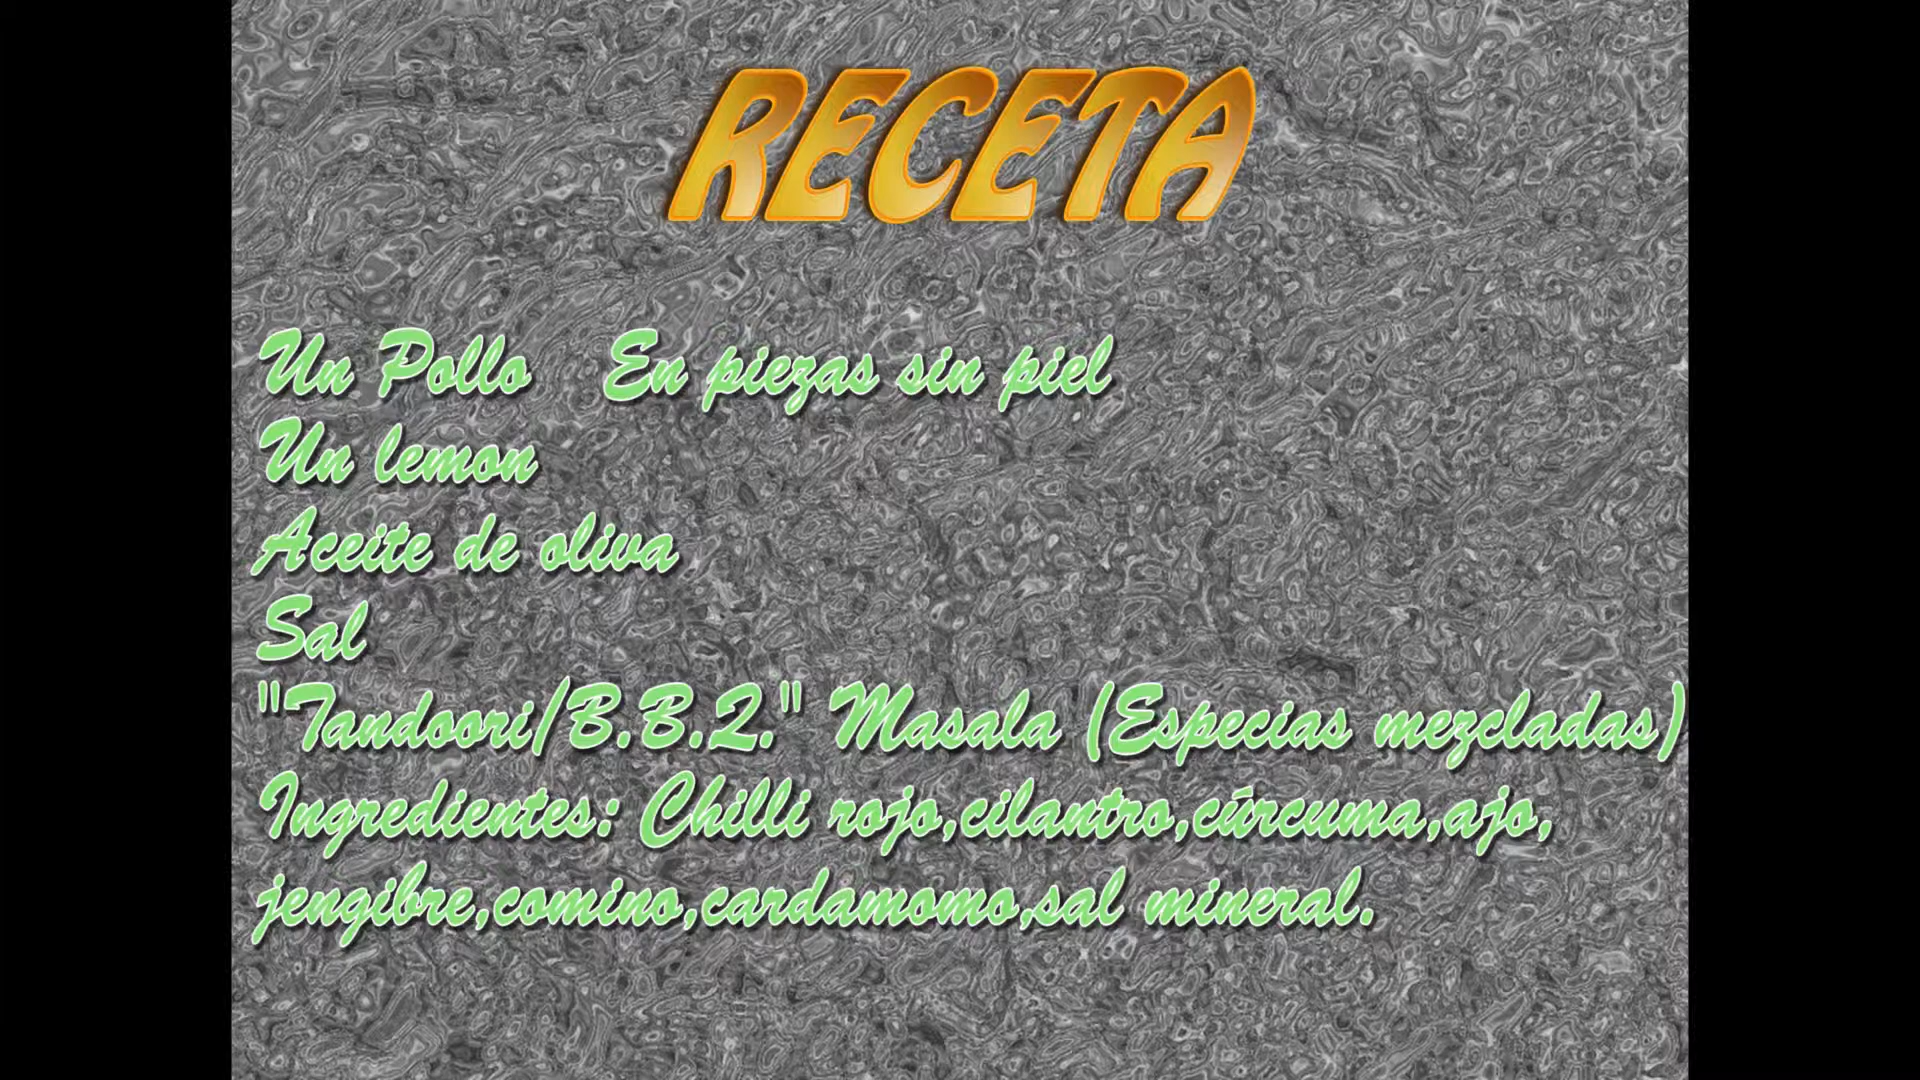 RECETA
Un Pollo En piezas sin piel
Un lemon
Aceite de oliva
Sal
"Tandoori/B.B.Q." Masala (Especias mezcladas)
Ingredientes: Chilli rojo,cilantro,cúrcuma,ajo,
jengibre,comino,cardamomo,sal mineral.